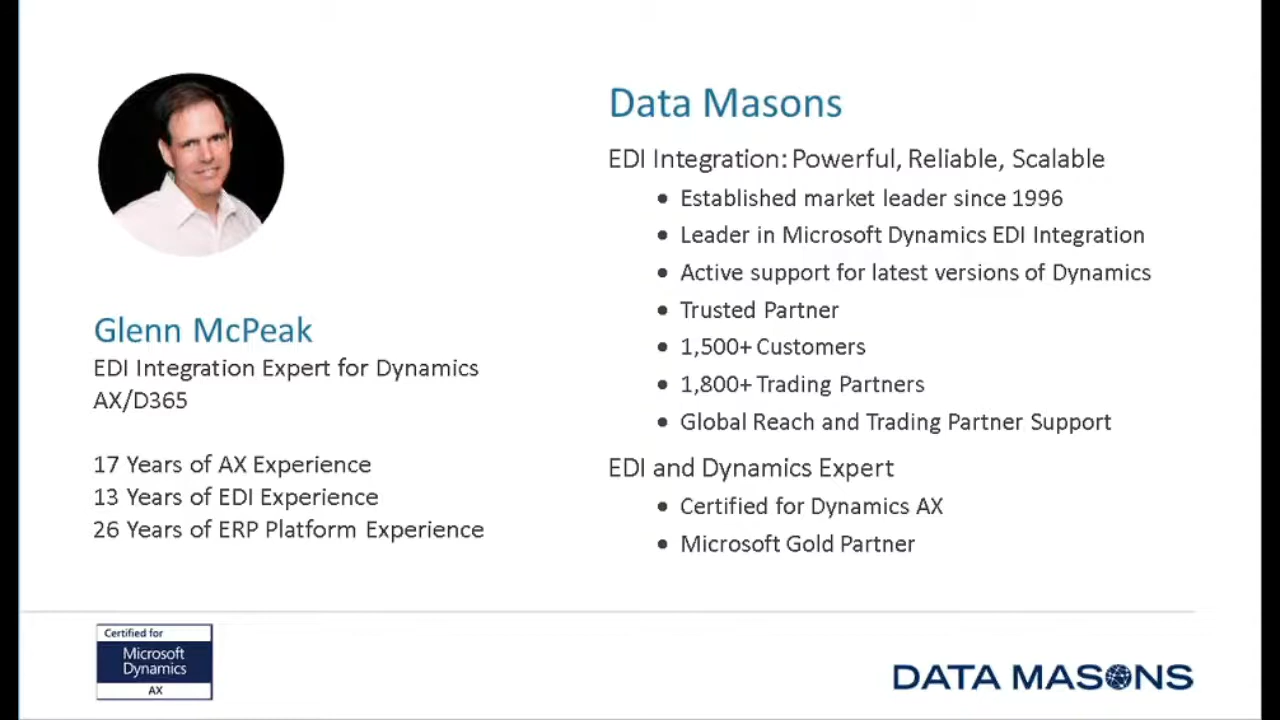 Glenn McPeak
EDI Integration Expert for Dynamics
AX/D365
17 Years of AX Experience
13 Years of EDI Experience
26 Years of ERP Platform Experience
Data Masons
EDI Integration: Powerful, Reliable, Scalable
• Established market leader since 1996
• Leader in Microsoft Dynamics EDI Integration
• Active support for latest versions of Dynamics
• Trusted Partner
• 1,500+ Customers
• 1,800+ Trading Partners
• Global Reach and Trading Partner Support
EDI and Dynamics Expert
• Certified for Dynamics AX
• Microsoft Gold Partner
Certified for
Microsoft
Dynamics
AX
DATA MASONS